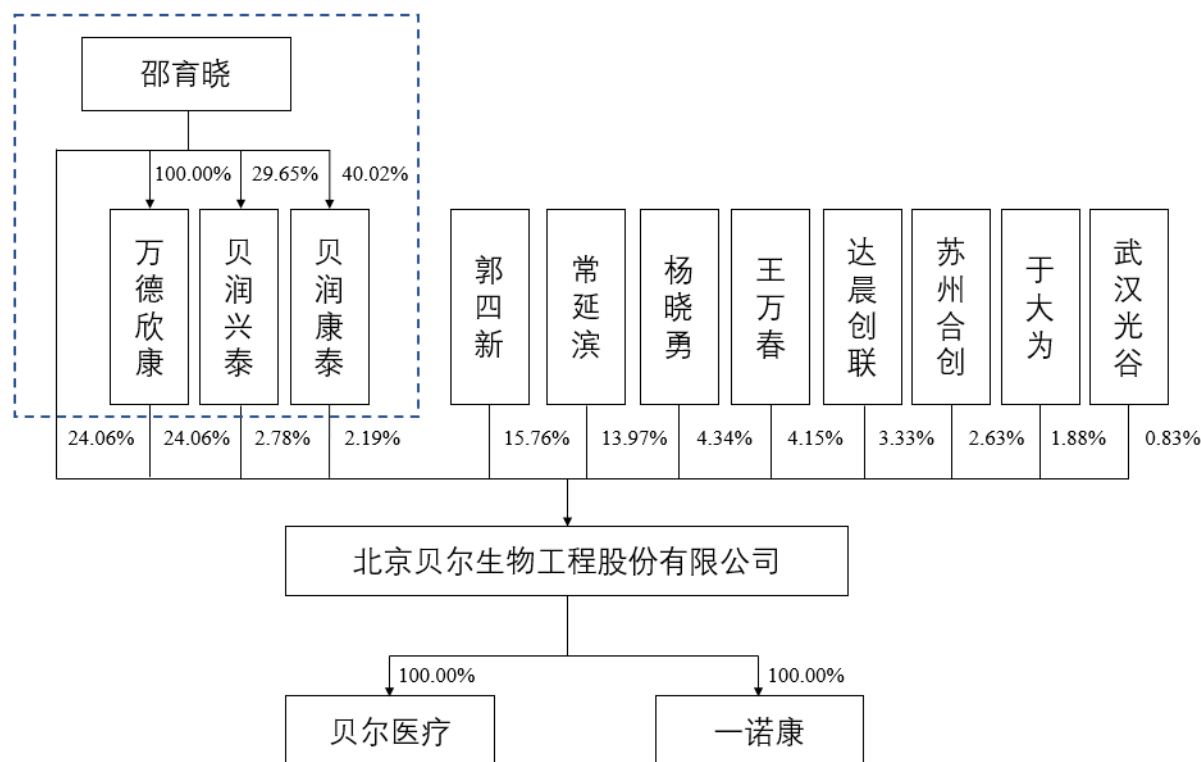 邵育晓
100.00%
29.65%
40.02%
万德欣康
贝润兴泰
贝润康泰
郭四新
常延滨
杨晓勇
王万春
达晨创联
苏州合创
于大为
武汉光谷
24.06%
24.06%
2.78%
2.19%
15.76%
13.97%
4.34%
4.15%
3.33%
2.63%
1.88%
0.83%
北京贝尔生物工程股份有限公司
100.00%
100.00%
贝尔医疗
一诺康